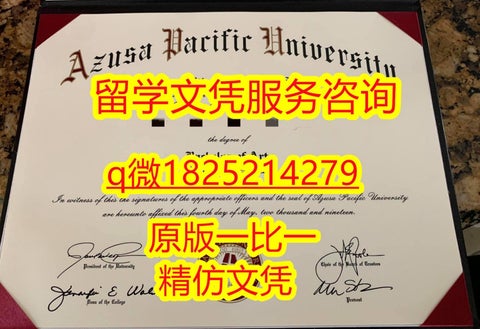 Azusa Pacific University
留学文凭服务咨询
the degree of
Bachelor of Art
q微1825214279
In witness of this the signatures of the appropriate officers and the seal of Azusa Pacific University
are hereunto affixed this fourth day of May, two thousand and nineteen.
原版一比一
President of the University
Chair of the Board of Trustees
精仿文凭
Dean of the College
Provost